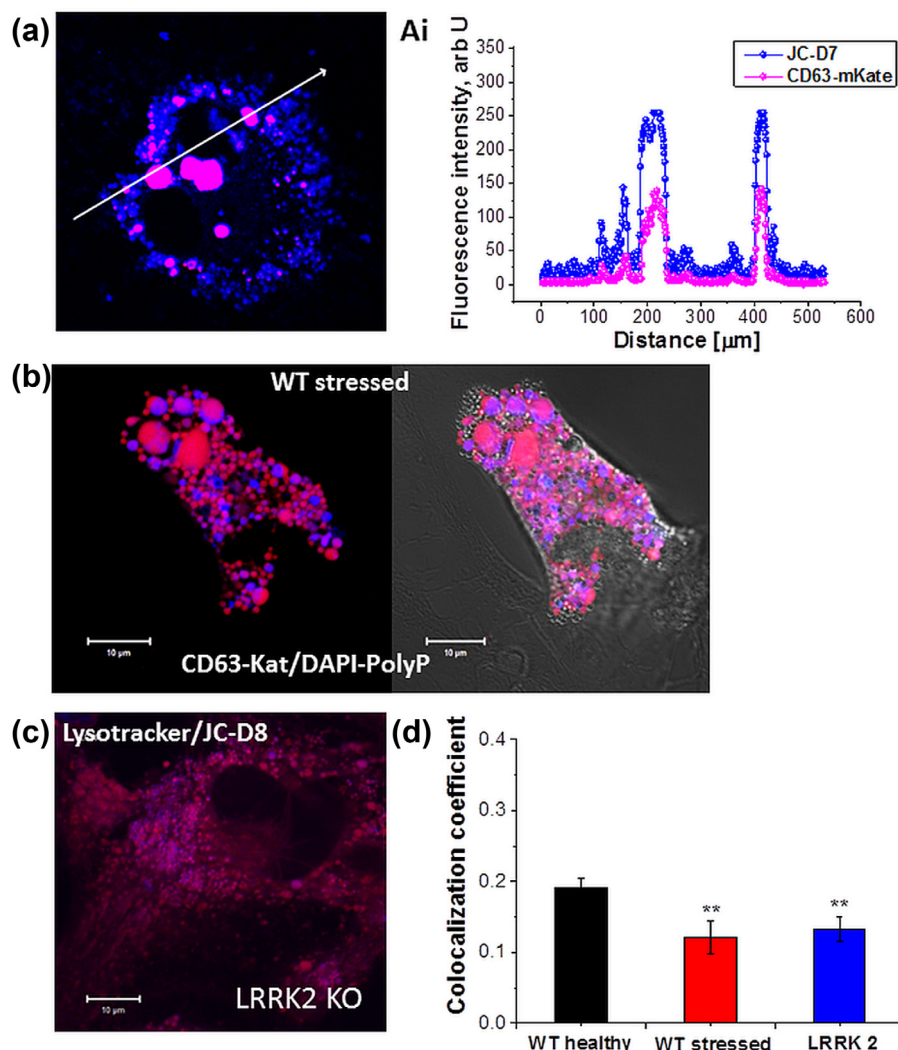 (a)
Ai
Fluorescence intensity, arb U
350
300
250
200
150
100
50
0
JC-D7
CD63-mKate
0 100 200 300 400 500 600
Distance [µm]
(b)
WT stressed
10 µm
10 µm
CD63-Kat/DAPI-PolyP
(c)
Lysotracker/JC-D8
10 µm
LRRK2 KO
(d)
Colocalization coefficient
0.4
0.3
0.2
0.1
0.0
**
**
WT healthy WT stressed LRRK 2